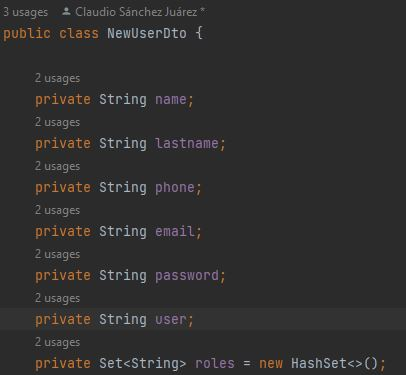 3 usages Claudio Sánchez Juárez *
public class NewUserDto {
2 usages
private String name;
2 usages
private String lastname;
2 usages
private String phone;
2 usages
private String email;
2 usages
private String password;
2 usages
private String user;
2 usages
private Set<String> roles = new HashSet<>();